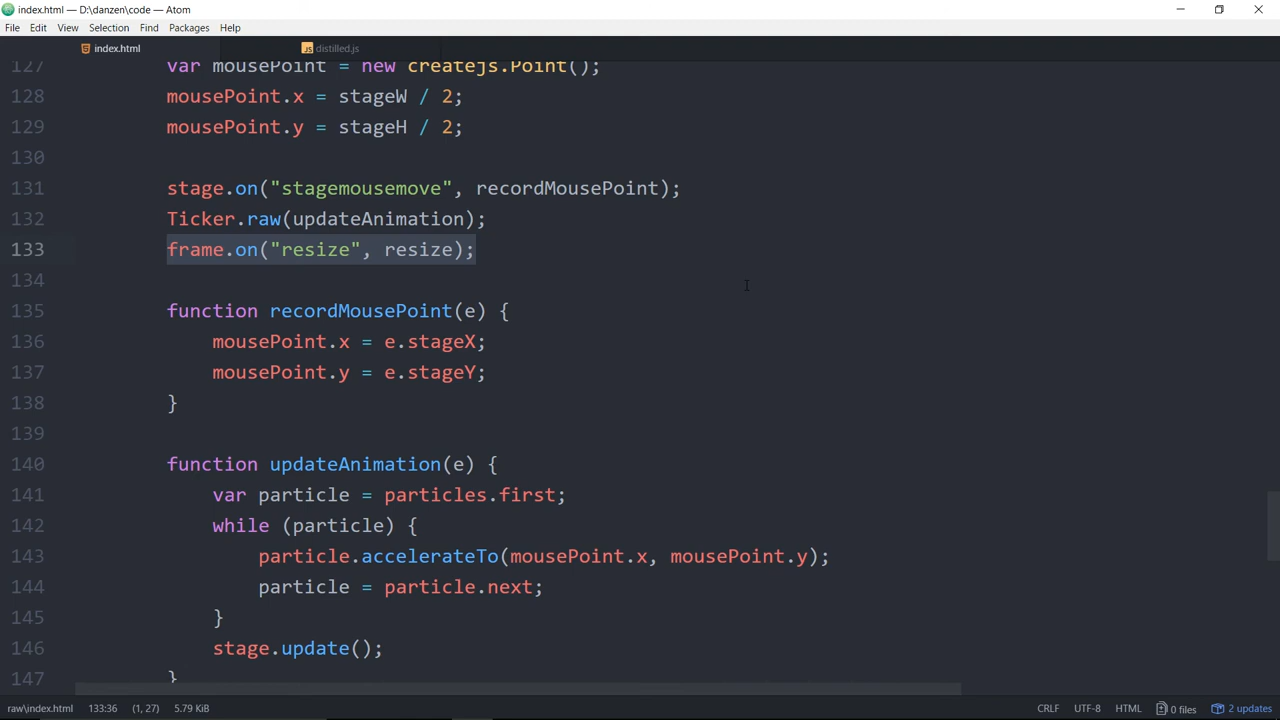 index.html — D:\danzen\code — Atom
File Edit View Selection Find Packages Help
index.html
JS distilled.js
127 var mousePoint = new createjs.Point();
128 mousePoint.x = stageW / 2;
129 mousePoint.y = stageH / 2;
130
131 stage.on("stagemousemove", recordMousePoint);
132 Ticker.raw(updateAnimation);
133 frame.on("resize", resize);
134
135 function recordMousePoint(e) {
136 mousePoint.x = e.stageX;
137 mousePoint.y = e.stageY;
138 }
139
140 function updateAnimation(e) {
141 var particle = particles.first;
142 while (particle) {
143 particle.accelerateTo(mousePoint.x, mousePoint.y);
144 particle = particle.next;
145 }
146 stage.update();
147 }
raw\index.html 133:36 (1, 27) 5.79 KiB CRLF UTF-8 HTML 0 files 2 updates